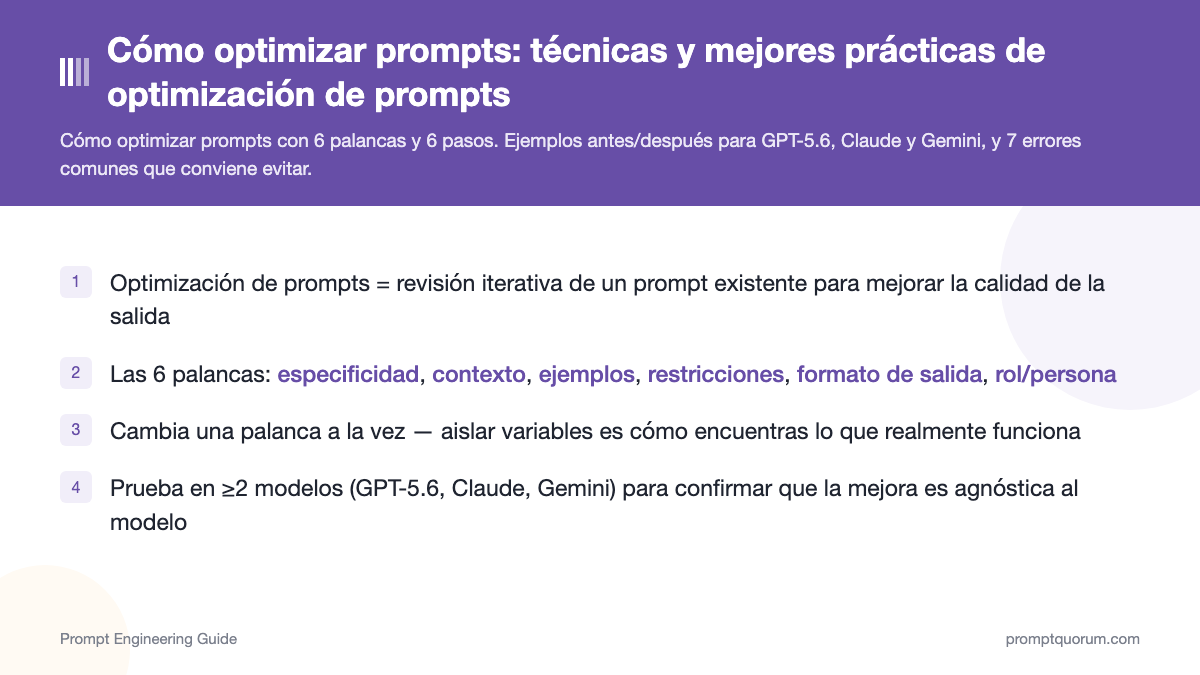 Cómo optimizar prompts: técnicas y mejores prácticas de
optimización de prompts
Cómo optimizar prompts con 6 palancas y 6 pasos. Ejemplos antes/después para GPT-5.6, Claude y Gemini, y 7 errores
comunes que conviene evitar.
1 Optimización de prompts = revisión iterativa de un prompt existente para mejorar la calidad de la
salida
2 Las 6 palancas: especificidad, contexto, ejemplos, restricciones, formato de salida, rol/persona
3 Cambia una palanca a la vez — aislar variables es cómo encuentras lo que realmente funciona
4 Prueba en ≥2 modelos (GPT-5.6, Claude, Gemini) para confirmar que la mejora es agnóstica al
modelo
Prompt Engineering Guide
promptquorum.com